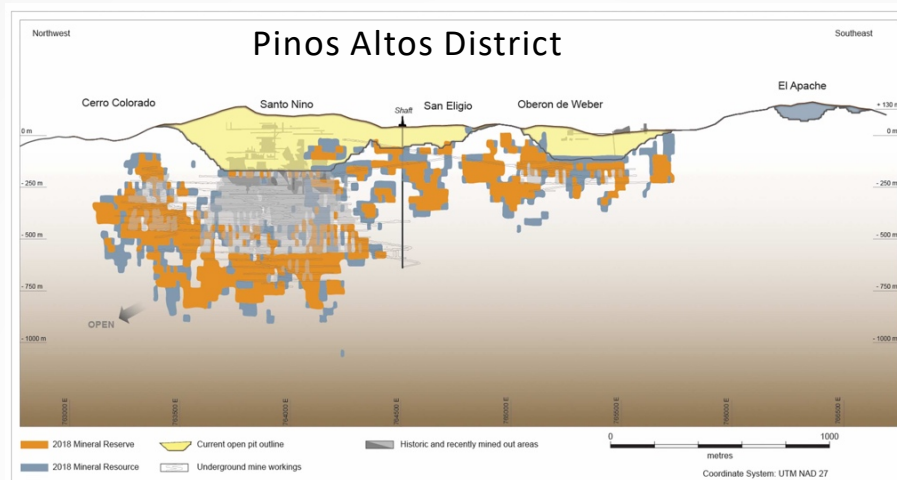 Pinos Altos District
Northwest
Southeast
El Apache
Cerro Colorado
Santo Nino
Shaft
San Eligio
Oberon de Weber
+ 130 m
0 m
0 m
- 250 m
- 250 m
- 500 m
- 500 m
- 750 m
- 750 m
OPEN
- 1000 m
- 1000 m
2018 Mineral Reserve
Current open pit outline
Historic and recently mined out areas
0
1000
metres
2018 Mineral Resource
Underground mine workings
Coordinate System: UTM NAD 27